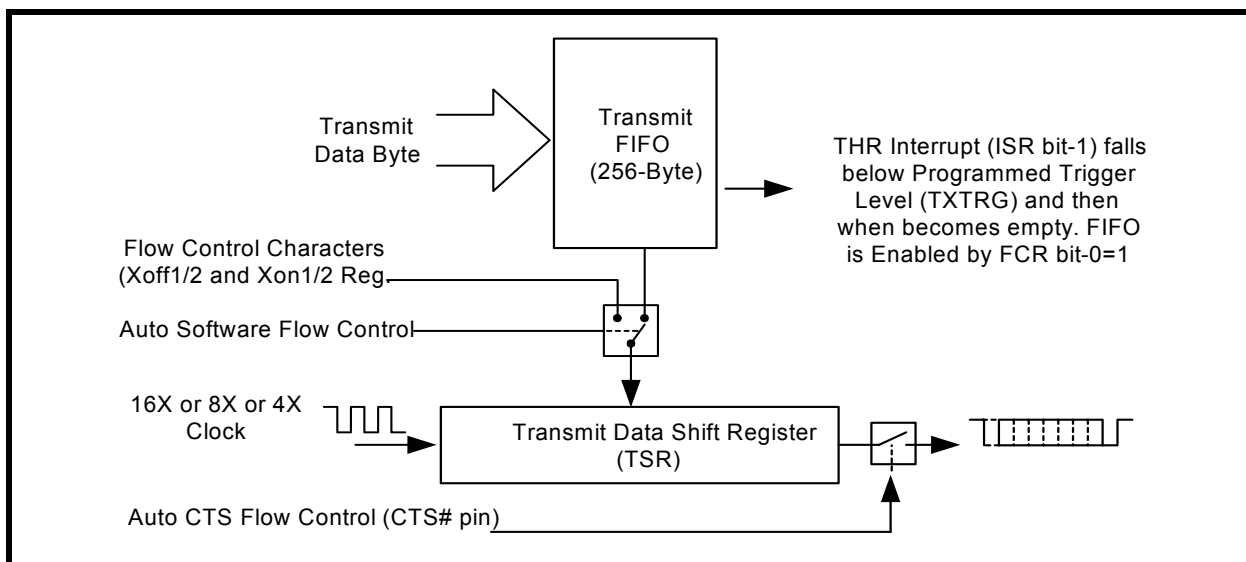 Transmit
Data Byte
Transmit
FIFO
(256-Byte)
THR Interrupt (ISR bit-1) falls
below Programmed Trigger
Level (TXTRG) and then
when becomes empty. FIFO
is Enabled by FCR bit-0=1
Flow Control Characters
(Xoff1/2 and Xon1/2 Reg.
Auto Software Flow Control
16X or 8X or 4X
Clock
Transmit Data Shift Register
(TSR)
Auto CTS Flow Control (CTS# pin)